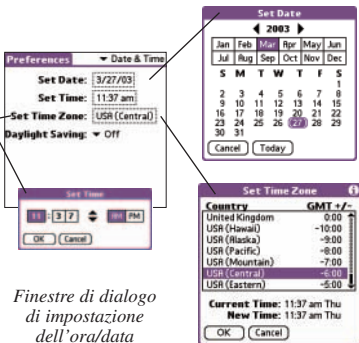 Preferences
Date & Time
Set Date: 3/27/03
Set Time: 11:37 am
Set Time Zone: USA (Central)
Daylight Saving: Off
Set Date
2003
Jan Feb Mar Apr May Jun
Jul Aug Sep Oct Nov Dec
S M T W T F S
1
2 3 4 5 6 7 8
9 10 11 12 13 14 15
16 17 18 19 20 21 22
23 24 25 26 27 28 29
30 31
Cancel Today
Set Time
11 : 3 7 AM PM
OK Cancel
Set Time Zone
Country GMT +/-
United Kingdom 0:00
USA (Hawaii) -10:00
USA (Alaska) -9:00
USA (Pacific) -8:00
USA (Mountain) -7:00
USA (Central) -6:00
USA (Eastern) -5:00
Current Time: 11:37 am Thu
New Time: 11:37 am Thu
OK Cancel
Finestre di dialogo
di impostazione
dell'ora/data